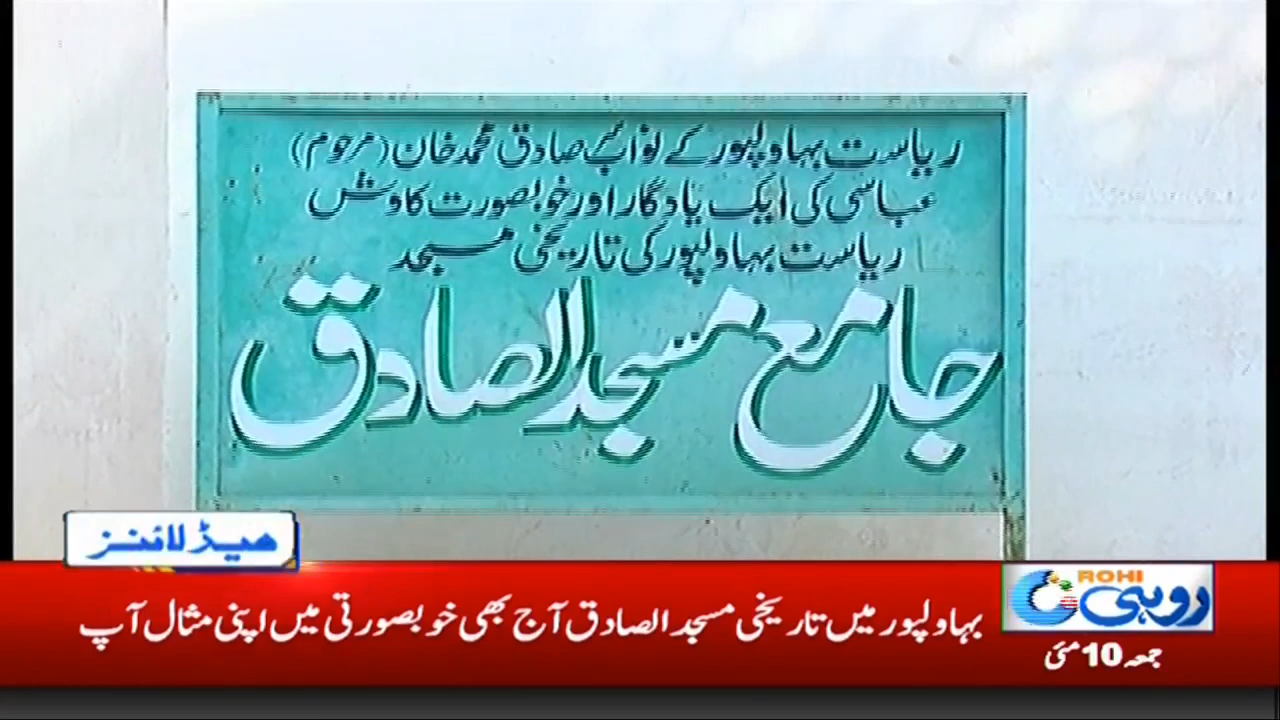 ریاست بہاولپور کے نواب صادق محمد خان (مرحوم)
عباسی کی ایک یادگار اور خوبصورت کاوش
ریاست بہاولپور کی تاریخی مسجد
جامع مسجد الصادق
ھیڈ لائنز
بہاولپور میں تاریخی مسجد الصادق آج بھی خوبصورتی میں اپنی مثال آپ
ROHI
روہی
جمعہ 10 مئی